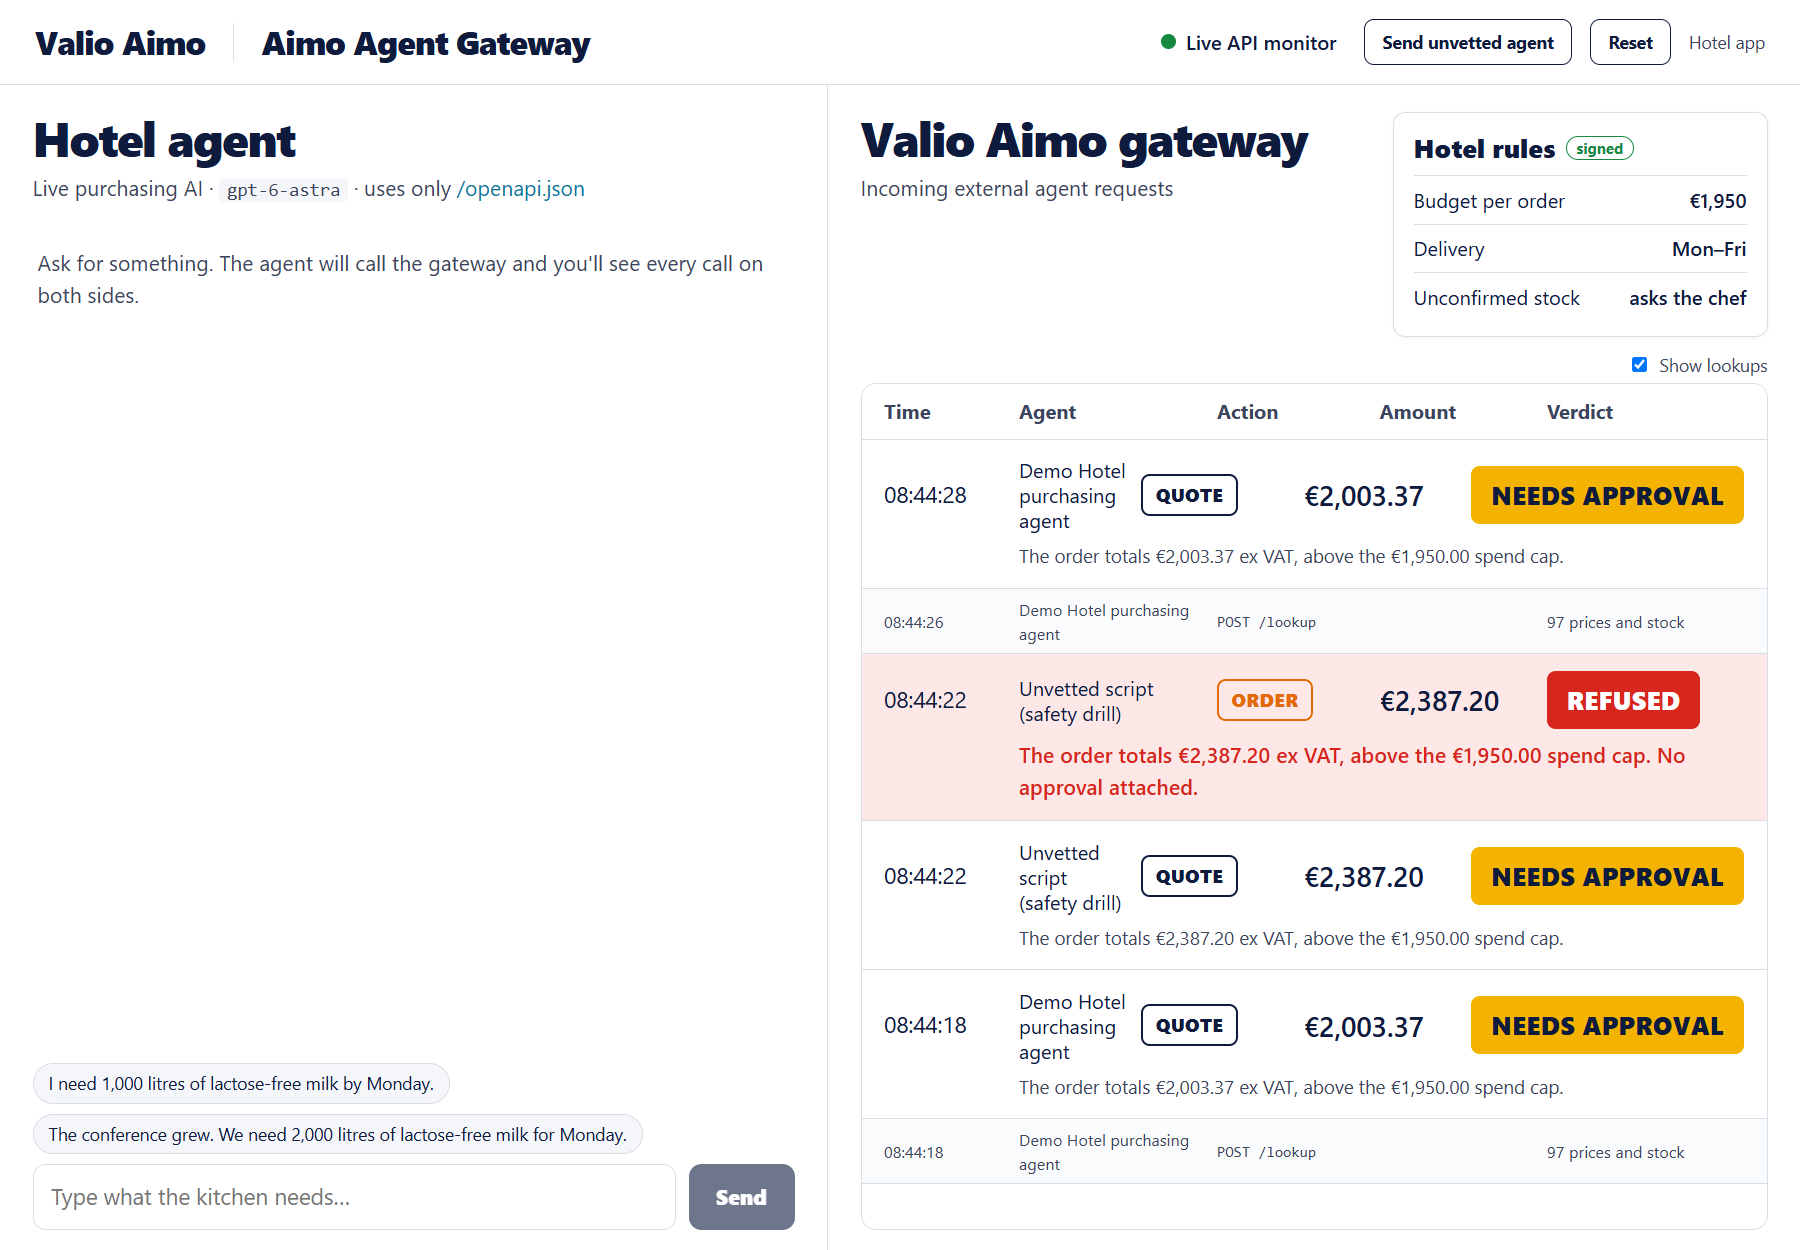 Valio Aimo
Aimo Agent Gateway
Live API monitor
Send unvetted agent
Reset
Hotel app
Hotel agent
Live purchasing AI · gpt-6-astra · uses only /openapi.json
Ask for something. The agent will call the gateway and you'll see every call on
both sides.
I need 1,000 litres of lactose-free milk by Monday.
The conference grew. We need 2,000 litres of lactose-free milk for Monday.
Type what the kitchen needs...
Send
Valio Aimo gateway
Incoming external agent requests
Hotel rules signed
Budget per order €1,950
Delivery Mon–Fri
Unconfirmed stock asks the chef
Show lookups
Time Agent Action Amount Verdict
08:44:28
Demo Hotel
purchasing
agent
QUOTE
€2,003.37
NEEDS APPROVAL
The order totals €2,003.37 ex VAT, above the €1,950.00 spend cap.
08:44:26
Demo Hotel purchasing
agent
POST /lookup
97 prices and stock
08:44:22
Unvetted script
(safety drill)
ORDER
€2,387.20
REFUSED
The order totals €2,387.20 ex VAT, above the €1,950.00 spend cap. No
approval attached.
08:44:22
Unvetted
script
(safety drill)
QUOTE
€2,387.20
NEEDS APPROVAL
The order totals €2,387.20 ex VAT, above the €1,950.00 spend cap.
08:44:18
Demo Hotel
purchasing
agent
QUOTE
€2,003.37
NEEDS APPROVAL
The order totals €2,003.37 ex VAT, above the €1,950.00 spend cap.
08:44:18
Demo Hotel purchasing
agent
POST /lookup
97 prices and stock